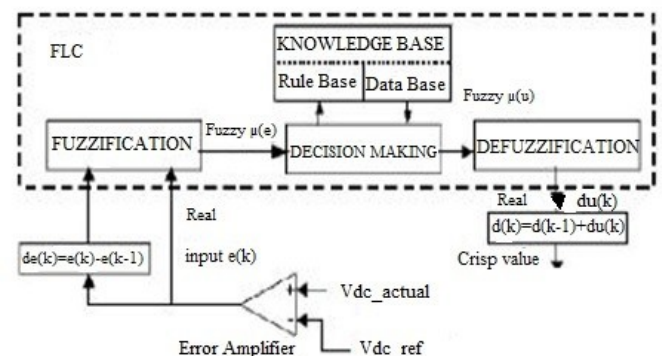 FLC
KNOWLEDGE BASE
Rule Base
Data Base
Fuzzy μ(u)
Fuzzy μ(e)
FUZZIFICATION
DECISION MAKING
DEFUZZIFICATION
Real
du(k)
Real
d(k)=d(k-1)+du(k)
de(k)=e(k)-e(k-1)
input e(k)
Crisp value
+
Vdc_actual
-
Error Amplifier
Vdc_ref